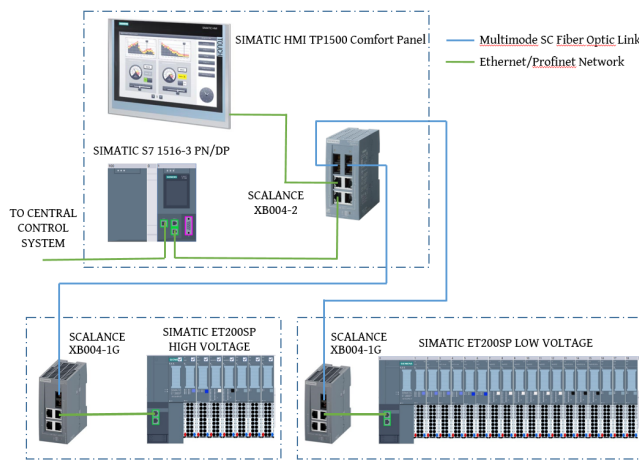 SIMATIC HMI TP1500 Comfort Panel
Multimode SC Fiber Optic Link
Ethernet/Profinet Network
SIMATIC S7 1516-3 PN/DP
SCALANCE
XB004-2
TO CENTRAL
CONTROL
SYSTEM
SCALANCE
XB004-1G
SIMATIC ET200SP
HIGH VOLTAGE
SCALANCE
XB004-1G
SIMATIC ET200SP LOW VOLTAGE